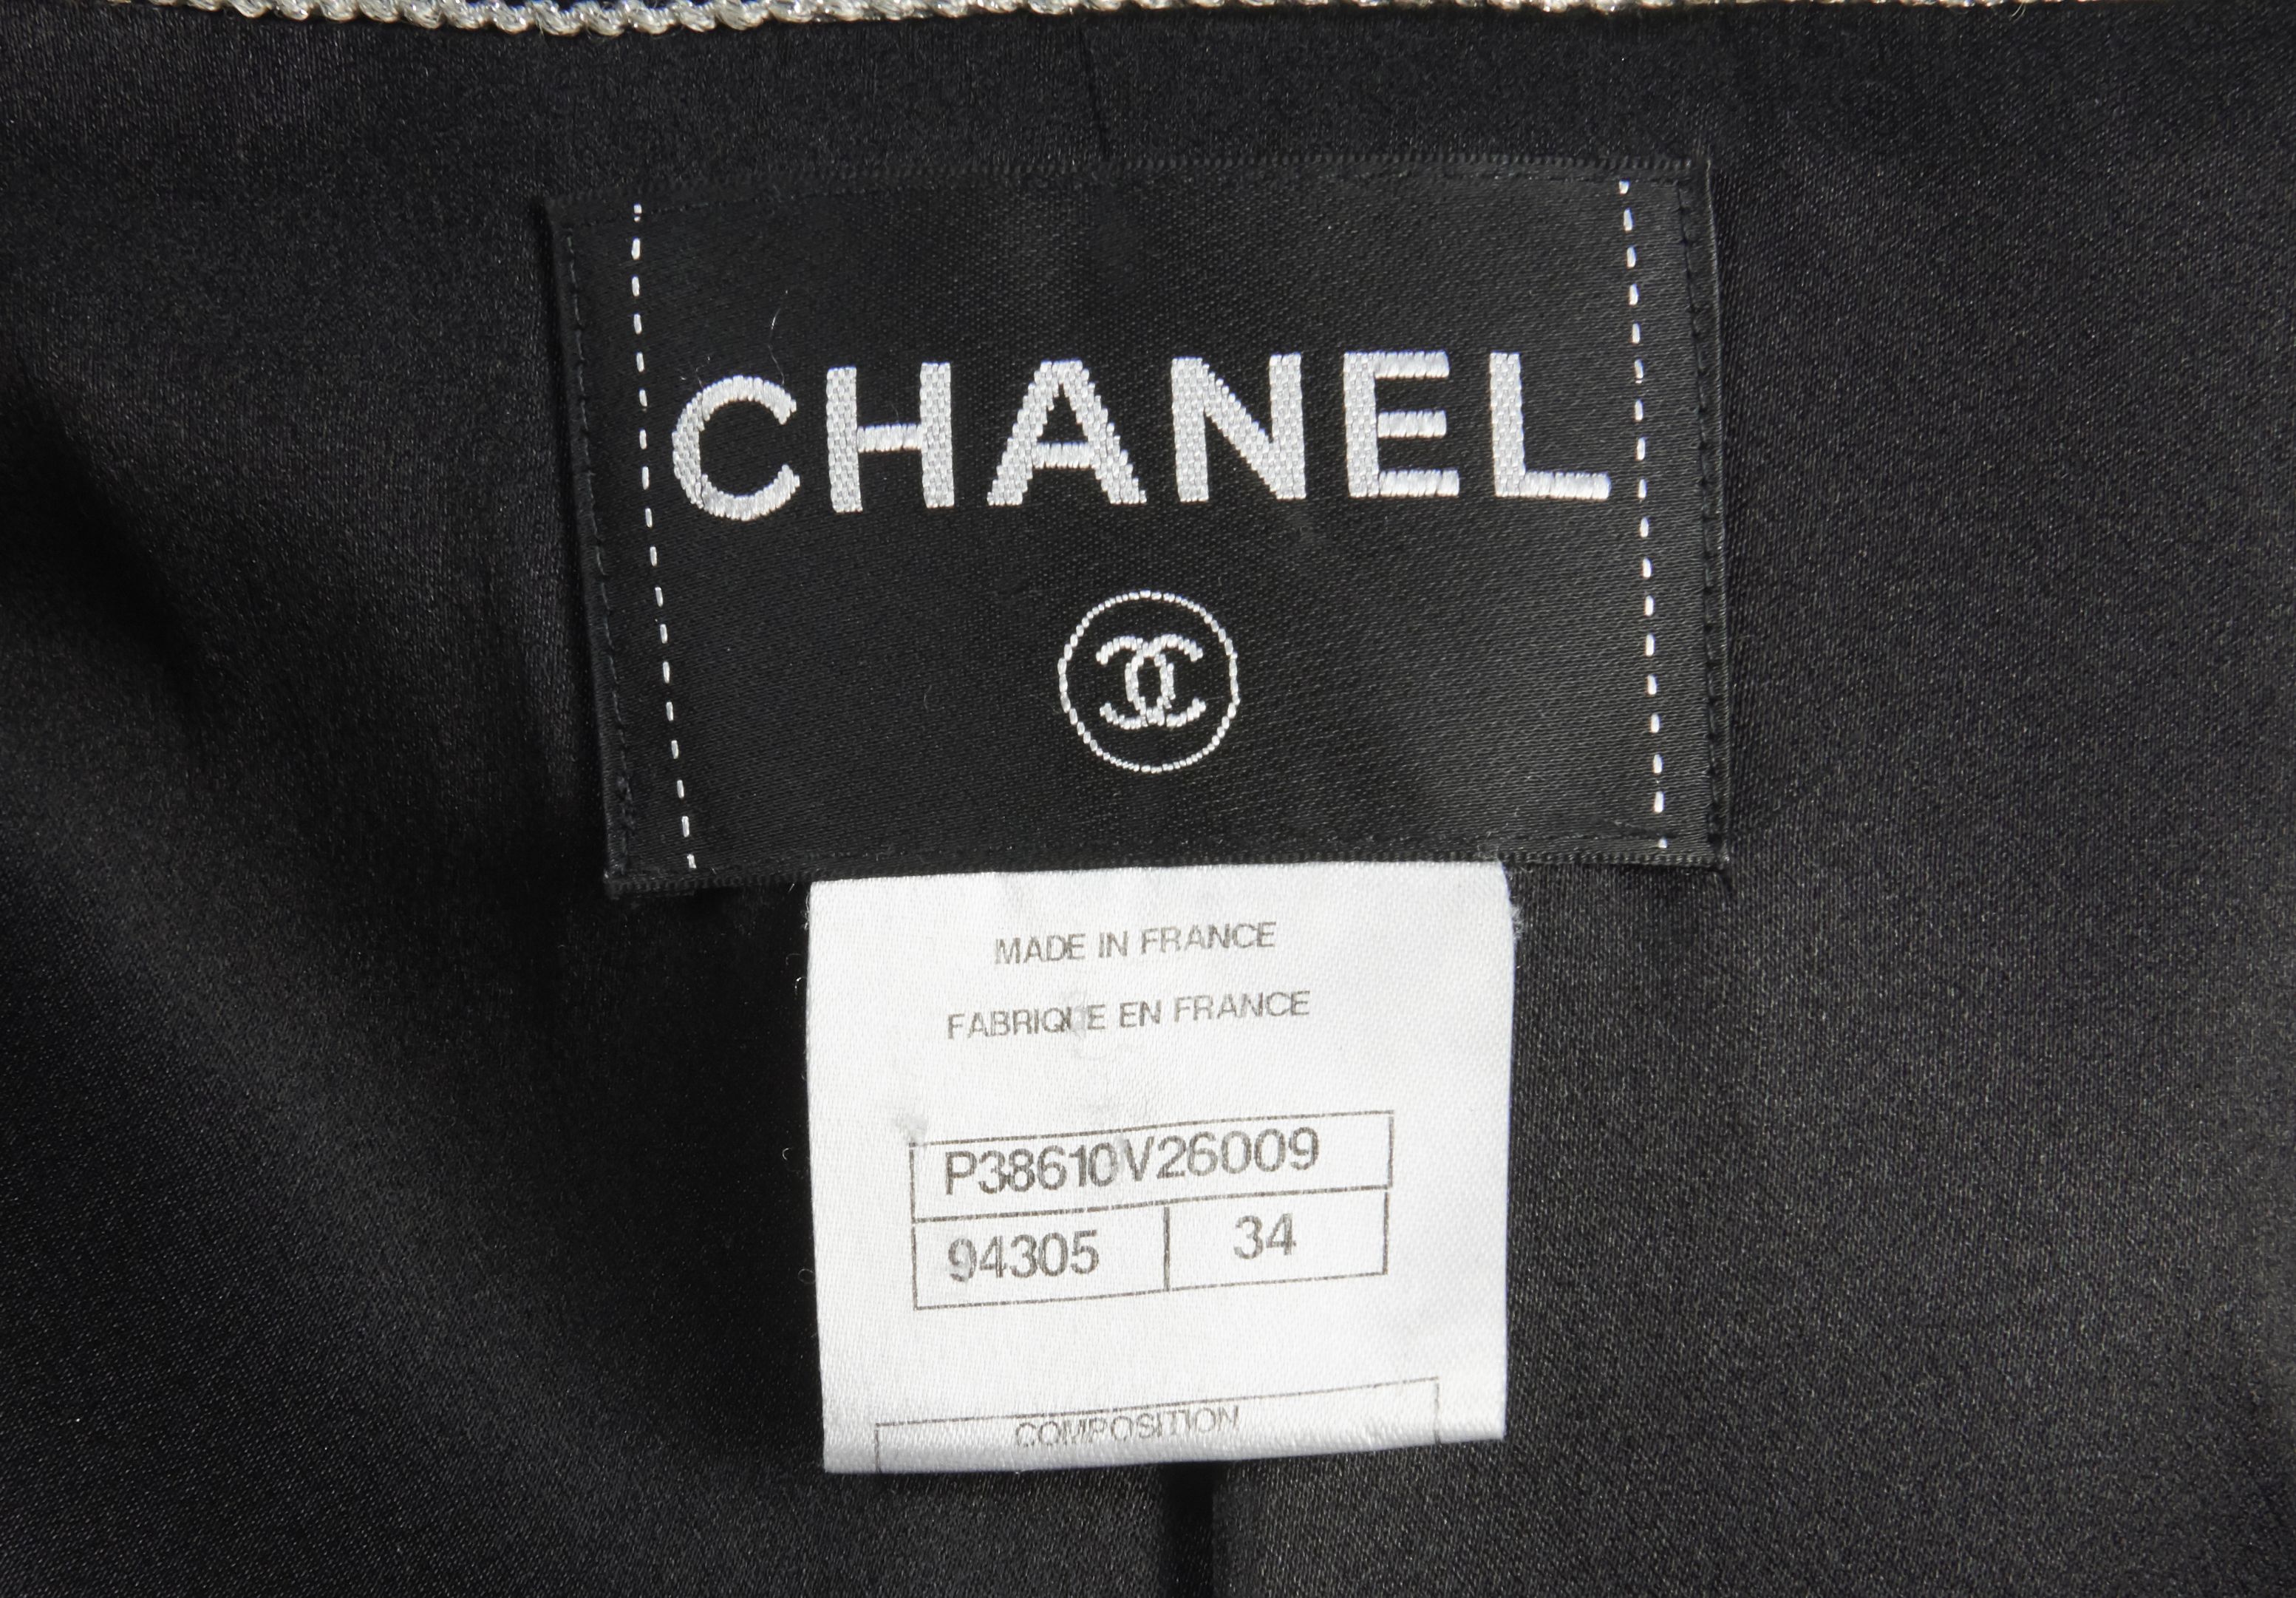 CHANEL
MADE IN FRANCE
FABRIQUE EN FRANCE
P38610V26009
94305 34
COMPOSITION